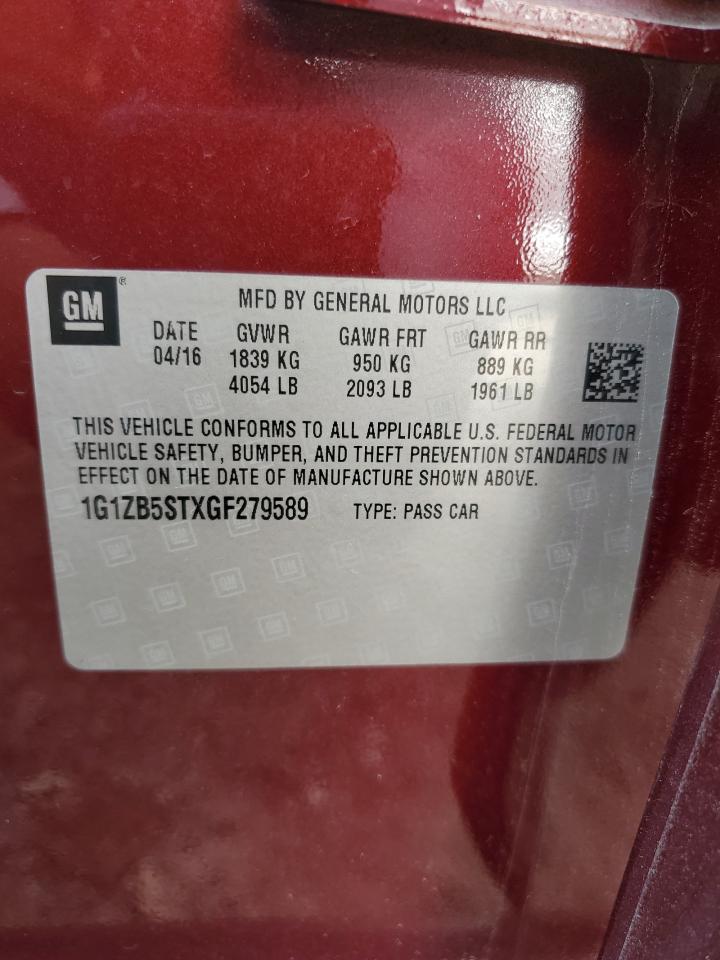 GM®
MFD BY GENERAL MOTORS LLC
DATE GVWR GAWR FRT GAWR RR
04/16 1839 KG 950 KG 889 KG
4054 LB 2093 LB 1961 LB
THIS VEHICLE CONFORMS TO ALL APPLICABLE U.S. FEDERAL MOTOR
VEHICLE SAFETY, BUMPER, AND THEFT PREVENTION STANDARDS IN
EFFECT ON THE DATE OF MANUFACTURE SHOWN ABOVE.
1G1ZB5STXGF279589 TYPE: PASS CAR